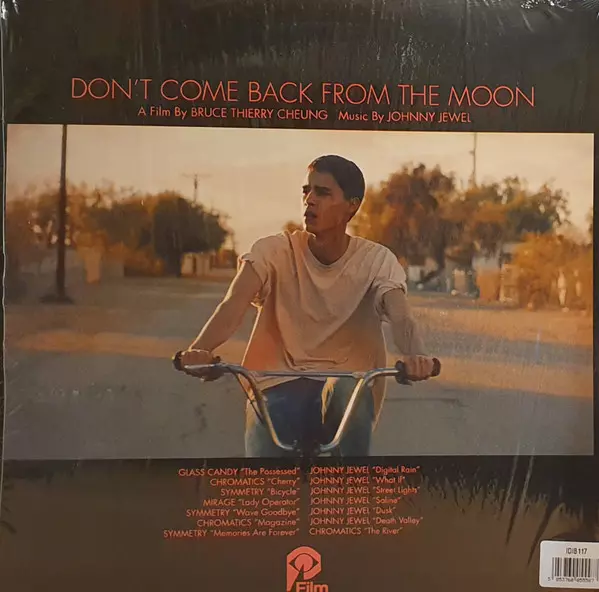 DON'T COME BACK FROM THE MOON
A Film By BRUCE THIERRY CHEUNG Music By JOHNNY JEWEL
GLASS CANDY "The Possessed" JOHNNY JEWEL "Digital Rain"
CHROMATICS "Cherry" JOHNNY JEWEL "What If"
SYMMETRY "Bicycle" JOHNNY JEWEL "Street Lights"
MIRAGE "Lady Operator" JOHNNY JEWEL "Saline"
SYMMETRY "Wave Goodbye" JOHNNY JEWEL "Dusk"
CHROMATICS "Magazine" JOHNNY JEWEL "Death Valley"
SYMMETRY "Memories Are Forever" CHROMATICS "The River"
Film
IDIB117